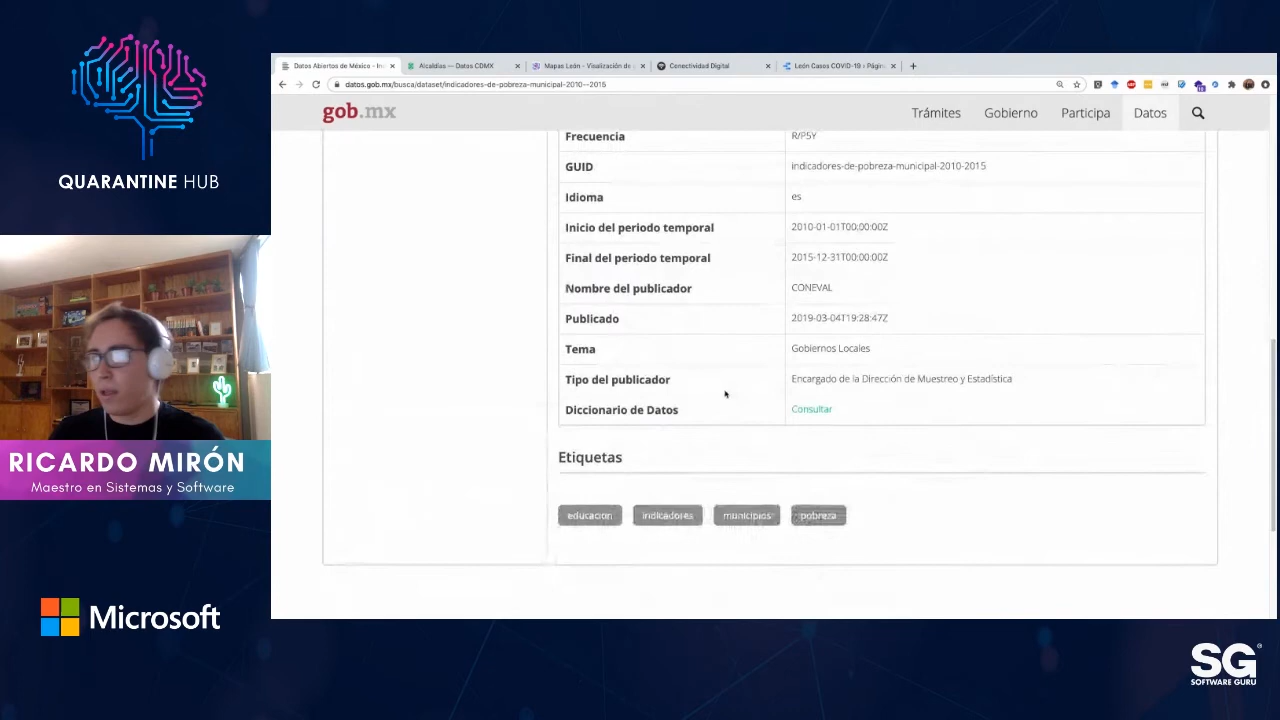 QUARANTINE HUB
RICARDO MIRÓN
Maestro en Sistemas y Software
Microsoft
Datos Abiertos de México - In
Alcaldías — Datos CDMX
Mapas León - Visalización de
Conectividad Digital
León Casos COVID-19 › Págin
datos.gob.mx/busca/dataset/indicadores-de-pobreza-municipal-2010--2015
gob.mx
Trámites
Gobierno
Participa
Datos
Frecuencia R/P5Y
GUID indicadores-de-pobreza-municipal-2010-2015
Idioma es
Inicio del periodo temporal 2010-01-01T00:00:00Z
Final del periodo temporal 2015-12-31T00:00:00Z
Nombre del publicador CONEVAL
Publicado 2019-03-04T19:28:47Z
Tema Gobiernos Locales
Tipo del publicador Encargado de la Dirección de Muestreo y Estadística
Diccionario de Datos Consultar
Etiquetas
educacion indicadores municipios pobreza
SG
SOFTWARE GURU